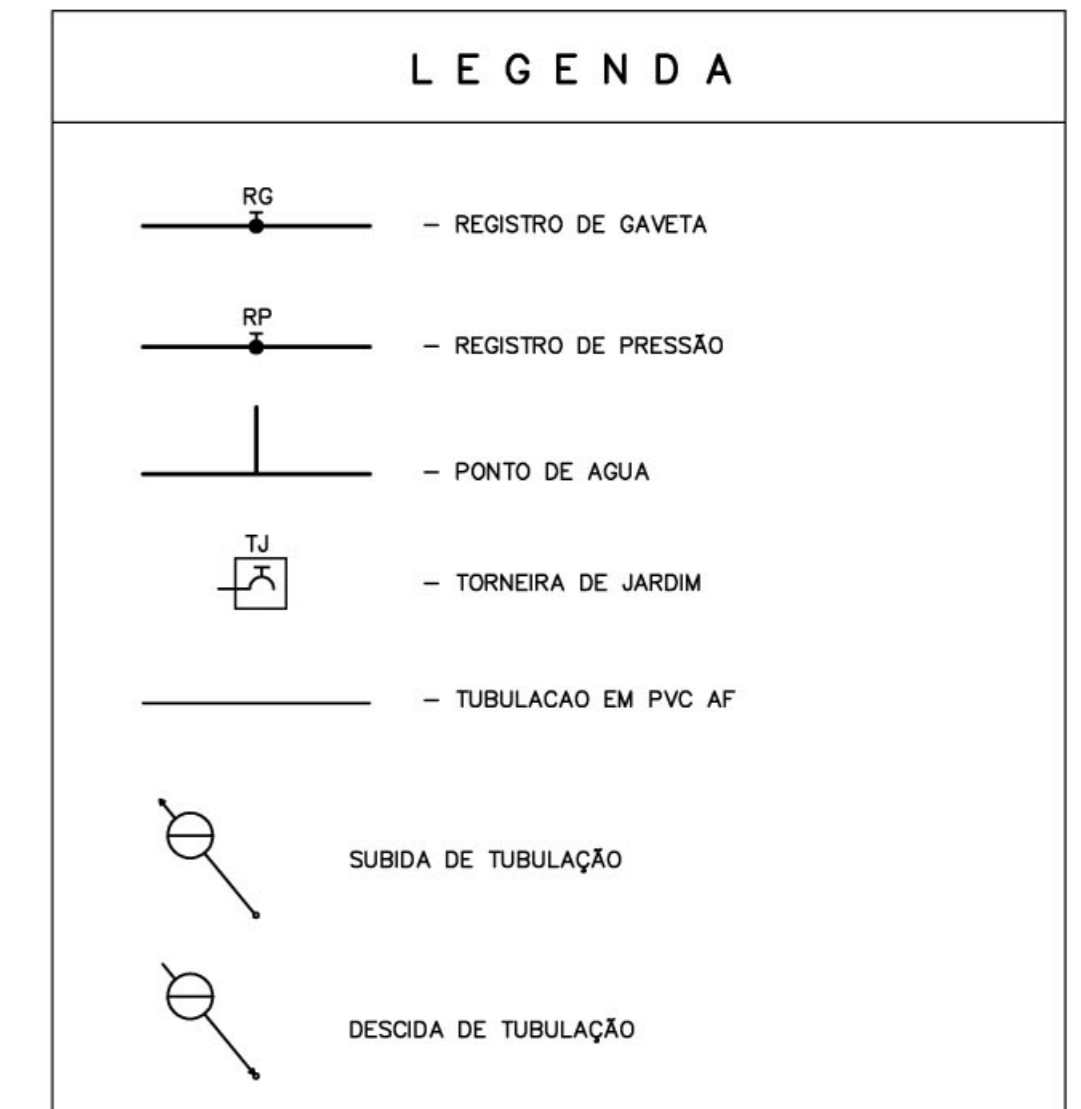 LEGENDA
RG
– REGISTRO DE GAVETA
RP
– REGISTRO DE PRESSÃO
– PONTO DE AGUA
TJ
– TORNEIRA DE JARDIM
– TUBULACAO EM PVC AF
SUBIDA DE TUBULAÇÃO
DESCIDA DE TUBULAÇÃO